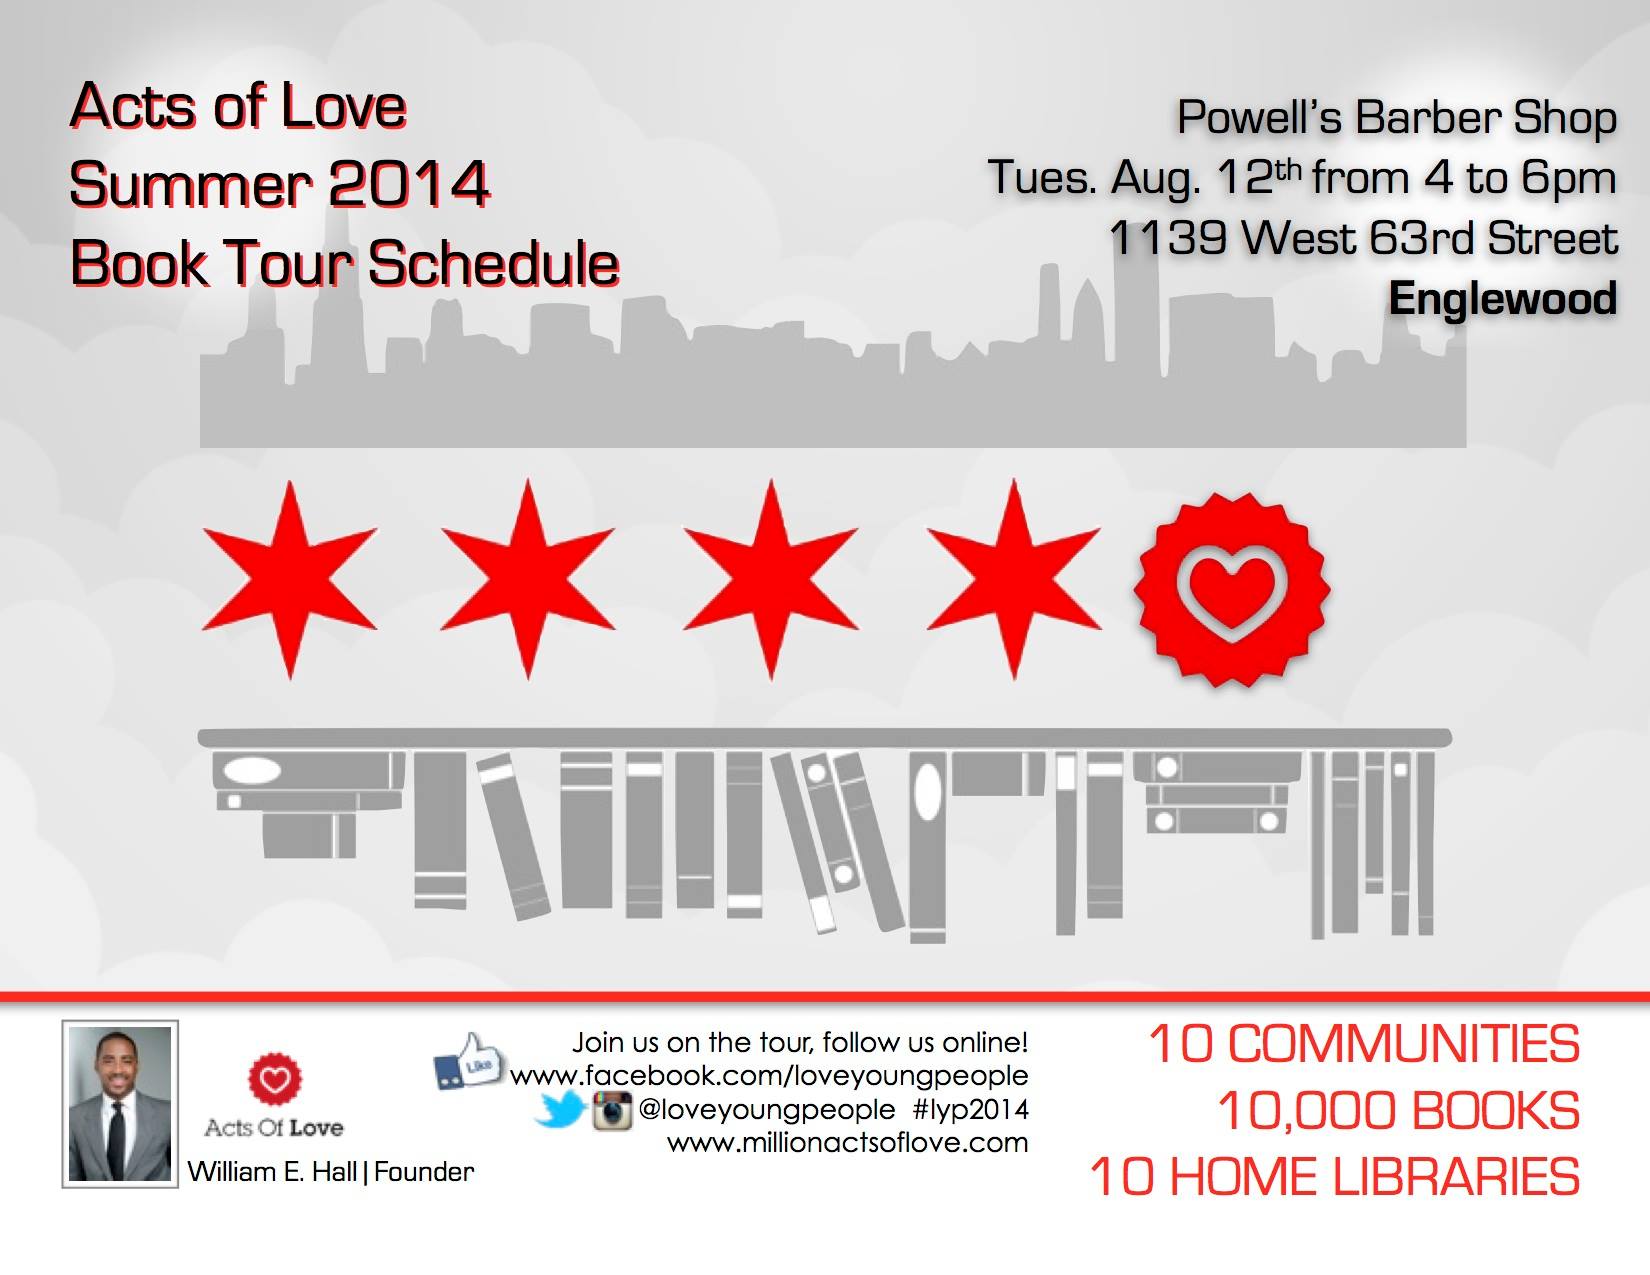 Acts of Love
Summer 2014
Book Tour Schedule
Powell's Barber Shop
Tues. Aug. 12th from 4 to 6pm
1139 West 63rd Street
Englewood
Acts Of Love
William E. Hall|Founder
Like
Join us on the tour, follow us online!
www.facebook.com/loveyoungpeople
@loveyoungpeople #lyp2014
www.millionactsoflove.com
10 COMMUNITIES
10,000 BOOKS
10 HOME LIBRARIES